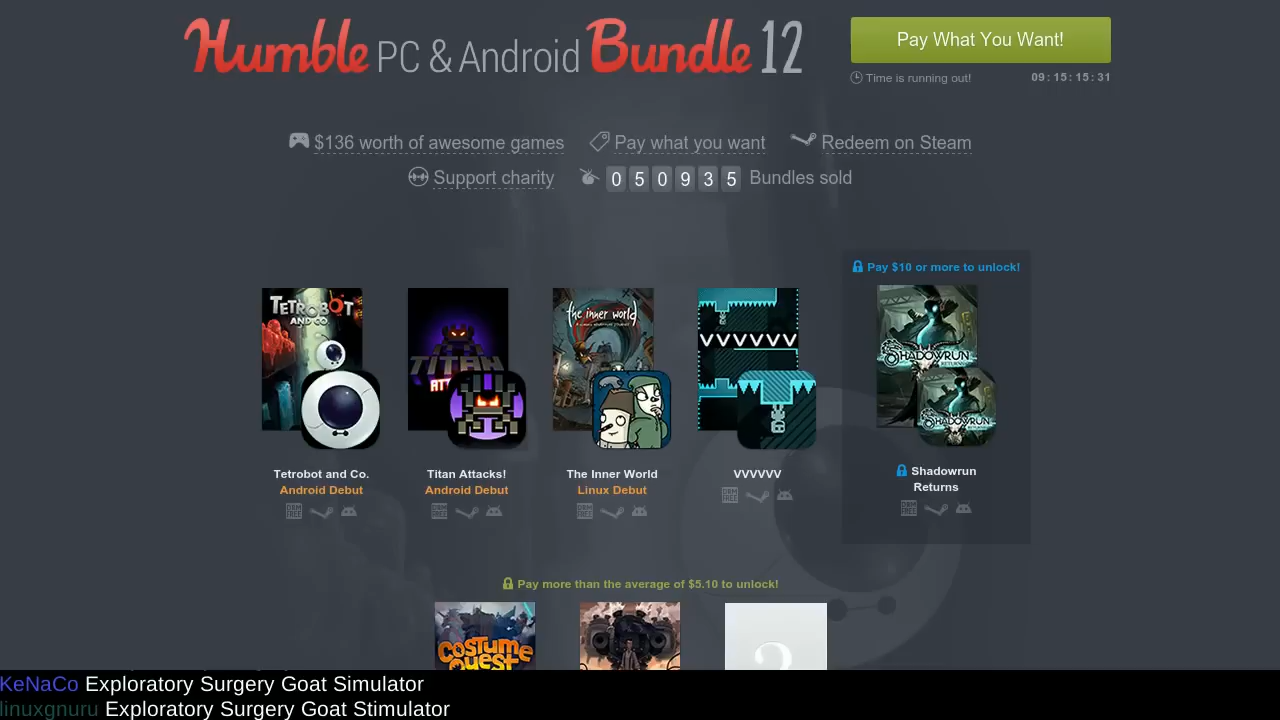 Humble PC & Android Bundle 12
Pay What You Want!
Time is running out! 09:15:15:31
$136 worth of awesome games Pay what you want Redeem on Steam
Support charity 0 5 0 9 3 5 Bundles sold
Pay $10 or more to unlock!
TETROBOT
AND CO.
TITAN
the inner world
VVVVVV
SHADOWRUN
RETURNS
SHADOWRUN
RETURNS
Tetrobot and Co.
Android Debut
Titan Attacks!
Android Debut
The Inner World
Linux Debut
VVVVVV
Shadowrun
Returns
Pay more than the average of $5.10 to unlock!
COSTUME
QUEST
?
KeNaCo Exploratory Surgery Goat Simulator
linuxgnuru Exploratory Surgery Goat Stimulator